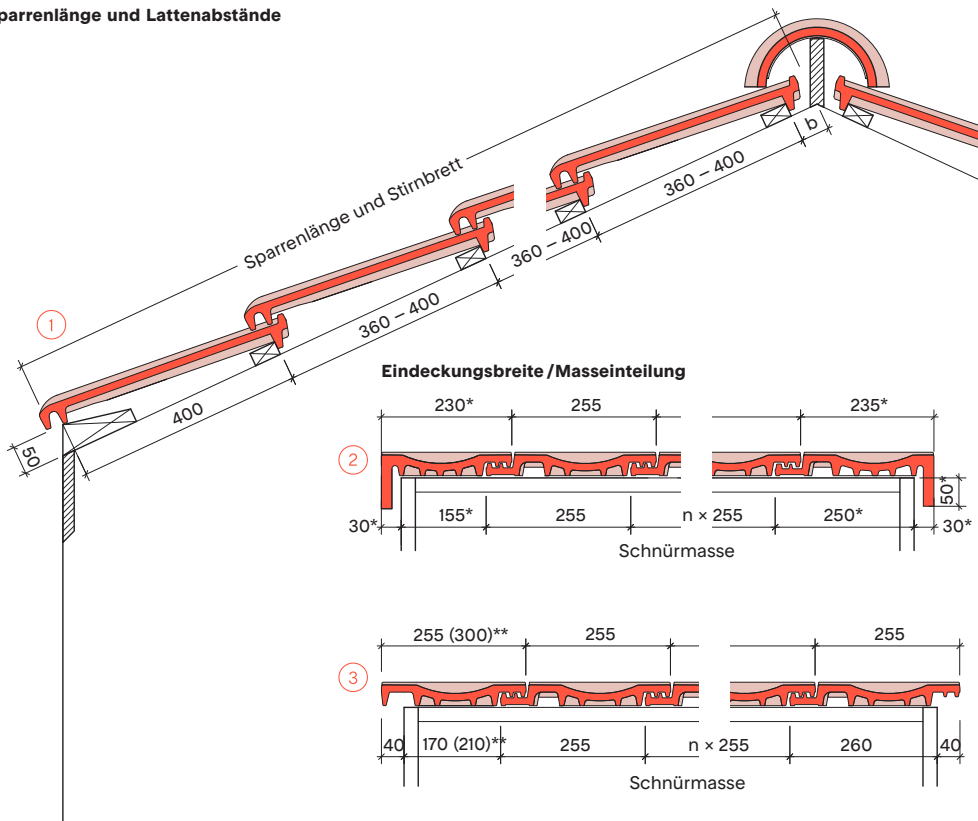 parrenlänge und Lattenabstände
b
360 – 400
Sparrenlänge und Stirnbrett
360 – 400
360 – 400
1
400
50
Eindeckungsbreite / Masseinteilung
230* 255 235*
2
50*
30* 155* 255 n × 255 250* 30*
Schnürmasse
255 (300)** 255 255
3
40 170 (210)** 255 n × 255 260 40
Schnürmasse